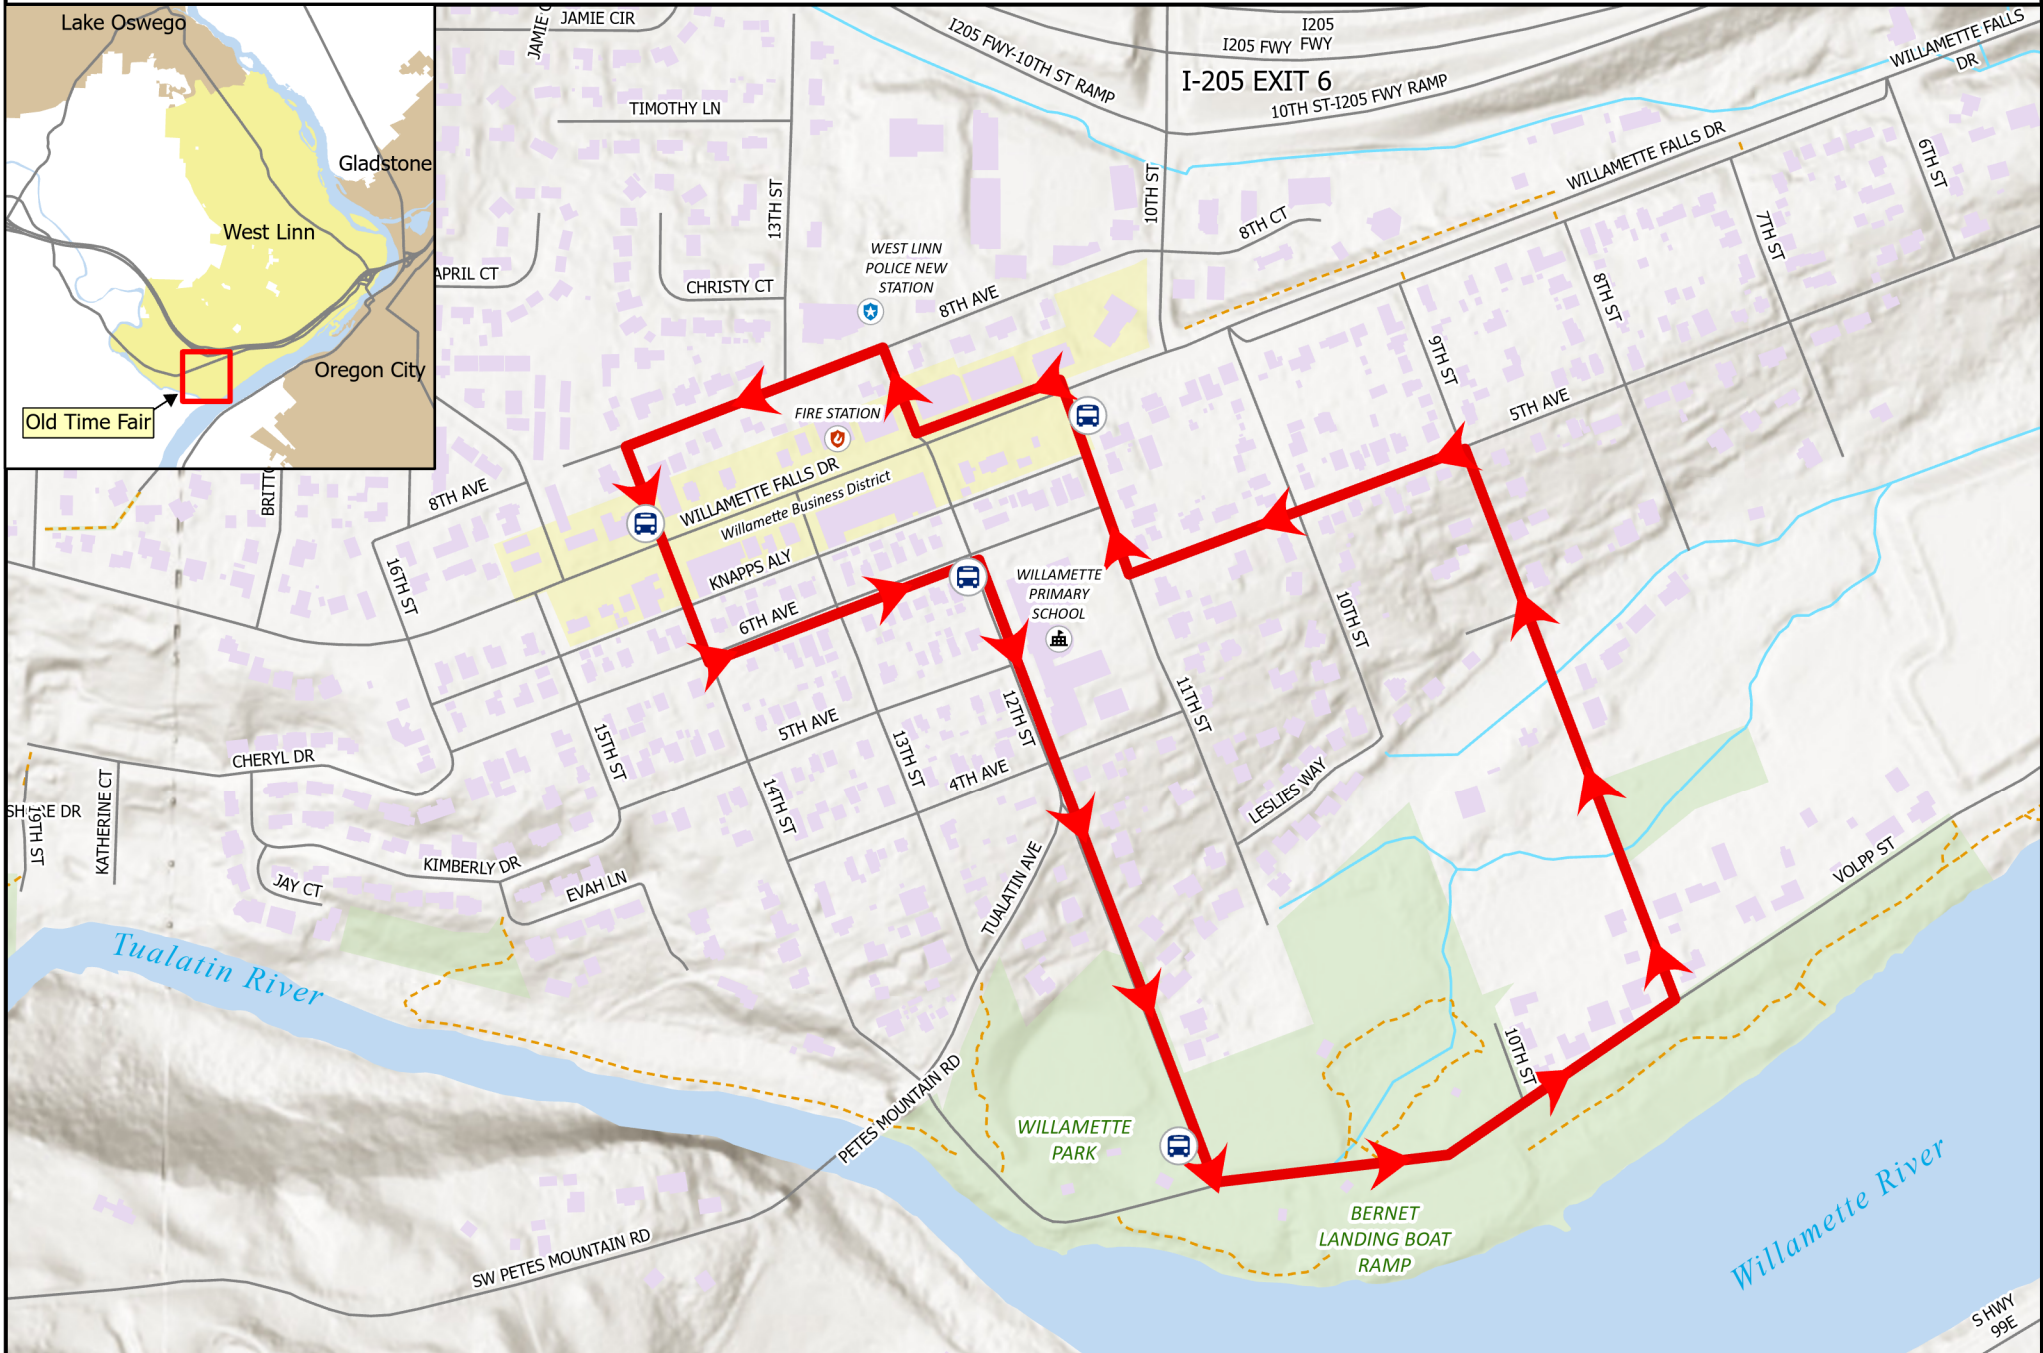 Lake Oswego
Gladstone
West Linn
Oregon City
Old Time Fair
JAMIE CIR
I205 FWY-10TH ST RAMP
I205
FWY
I205 FWY
I-205 EXIT 6
10TH ST-I205 FWY RAMP
WILLAMETTE FALLS
DR
TIMOTHY LN
WILLAMETTE FALLS DR
6TH ST
13TH ST
10TH ST
8TH CT
7TH ST
WEST LINN
POLICE NEW
STATION
APRIL CT
CHRISTY CT
8TH AVE
8TH ST
9TH ST
5TH AVE
FIRE STATION
WILLAMETTE FALLS DR
Willamette Business District
8TH AVE
KNAPPS ALY
16TH ST
6TH AVE
WILLAMETTE
PRIMARY
SCHOOL
10TH ST
11TH ST
12TH ST
5TH AVE
13TH ST
15TH ST
4TH AVE
14TH ST
CHERYL DR
KATHERINE CT
19TH ST
LESLIES WAY
KIMBERLY DR
JAY CT
EVAH LN
TUALATIN AVE
VOLPP ST
Tualatin River
10TH ST
PETES MOUNTAIN RD
WILLAMETTE
PARK
BERNET
LANDING BOAT
RAMP
SW PETES MOUNTAIN RD
Willamette River
S HWY
99E